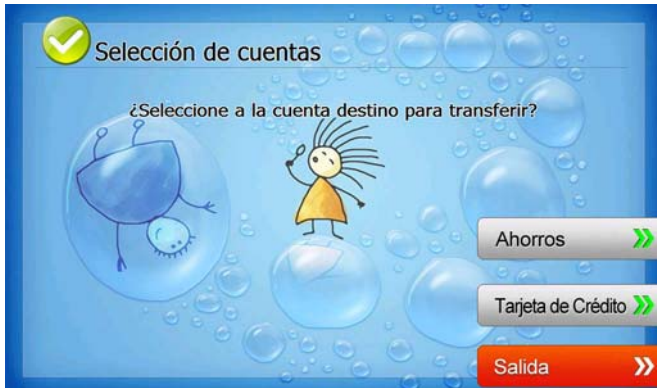 Selección de cuentas
¿Seleccione a la cuenta destino para transferir?
Ahorros
Tarjeta de Crédito
Salida